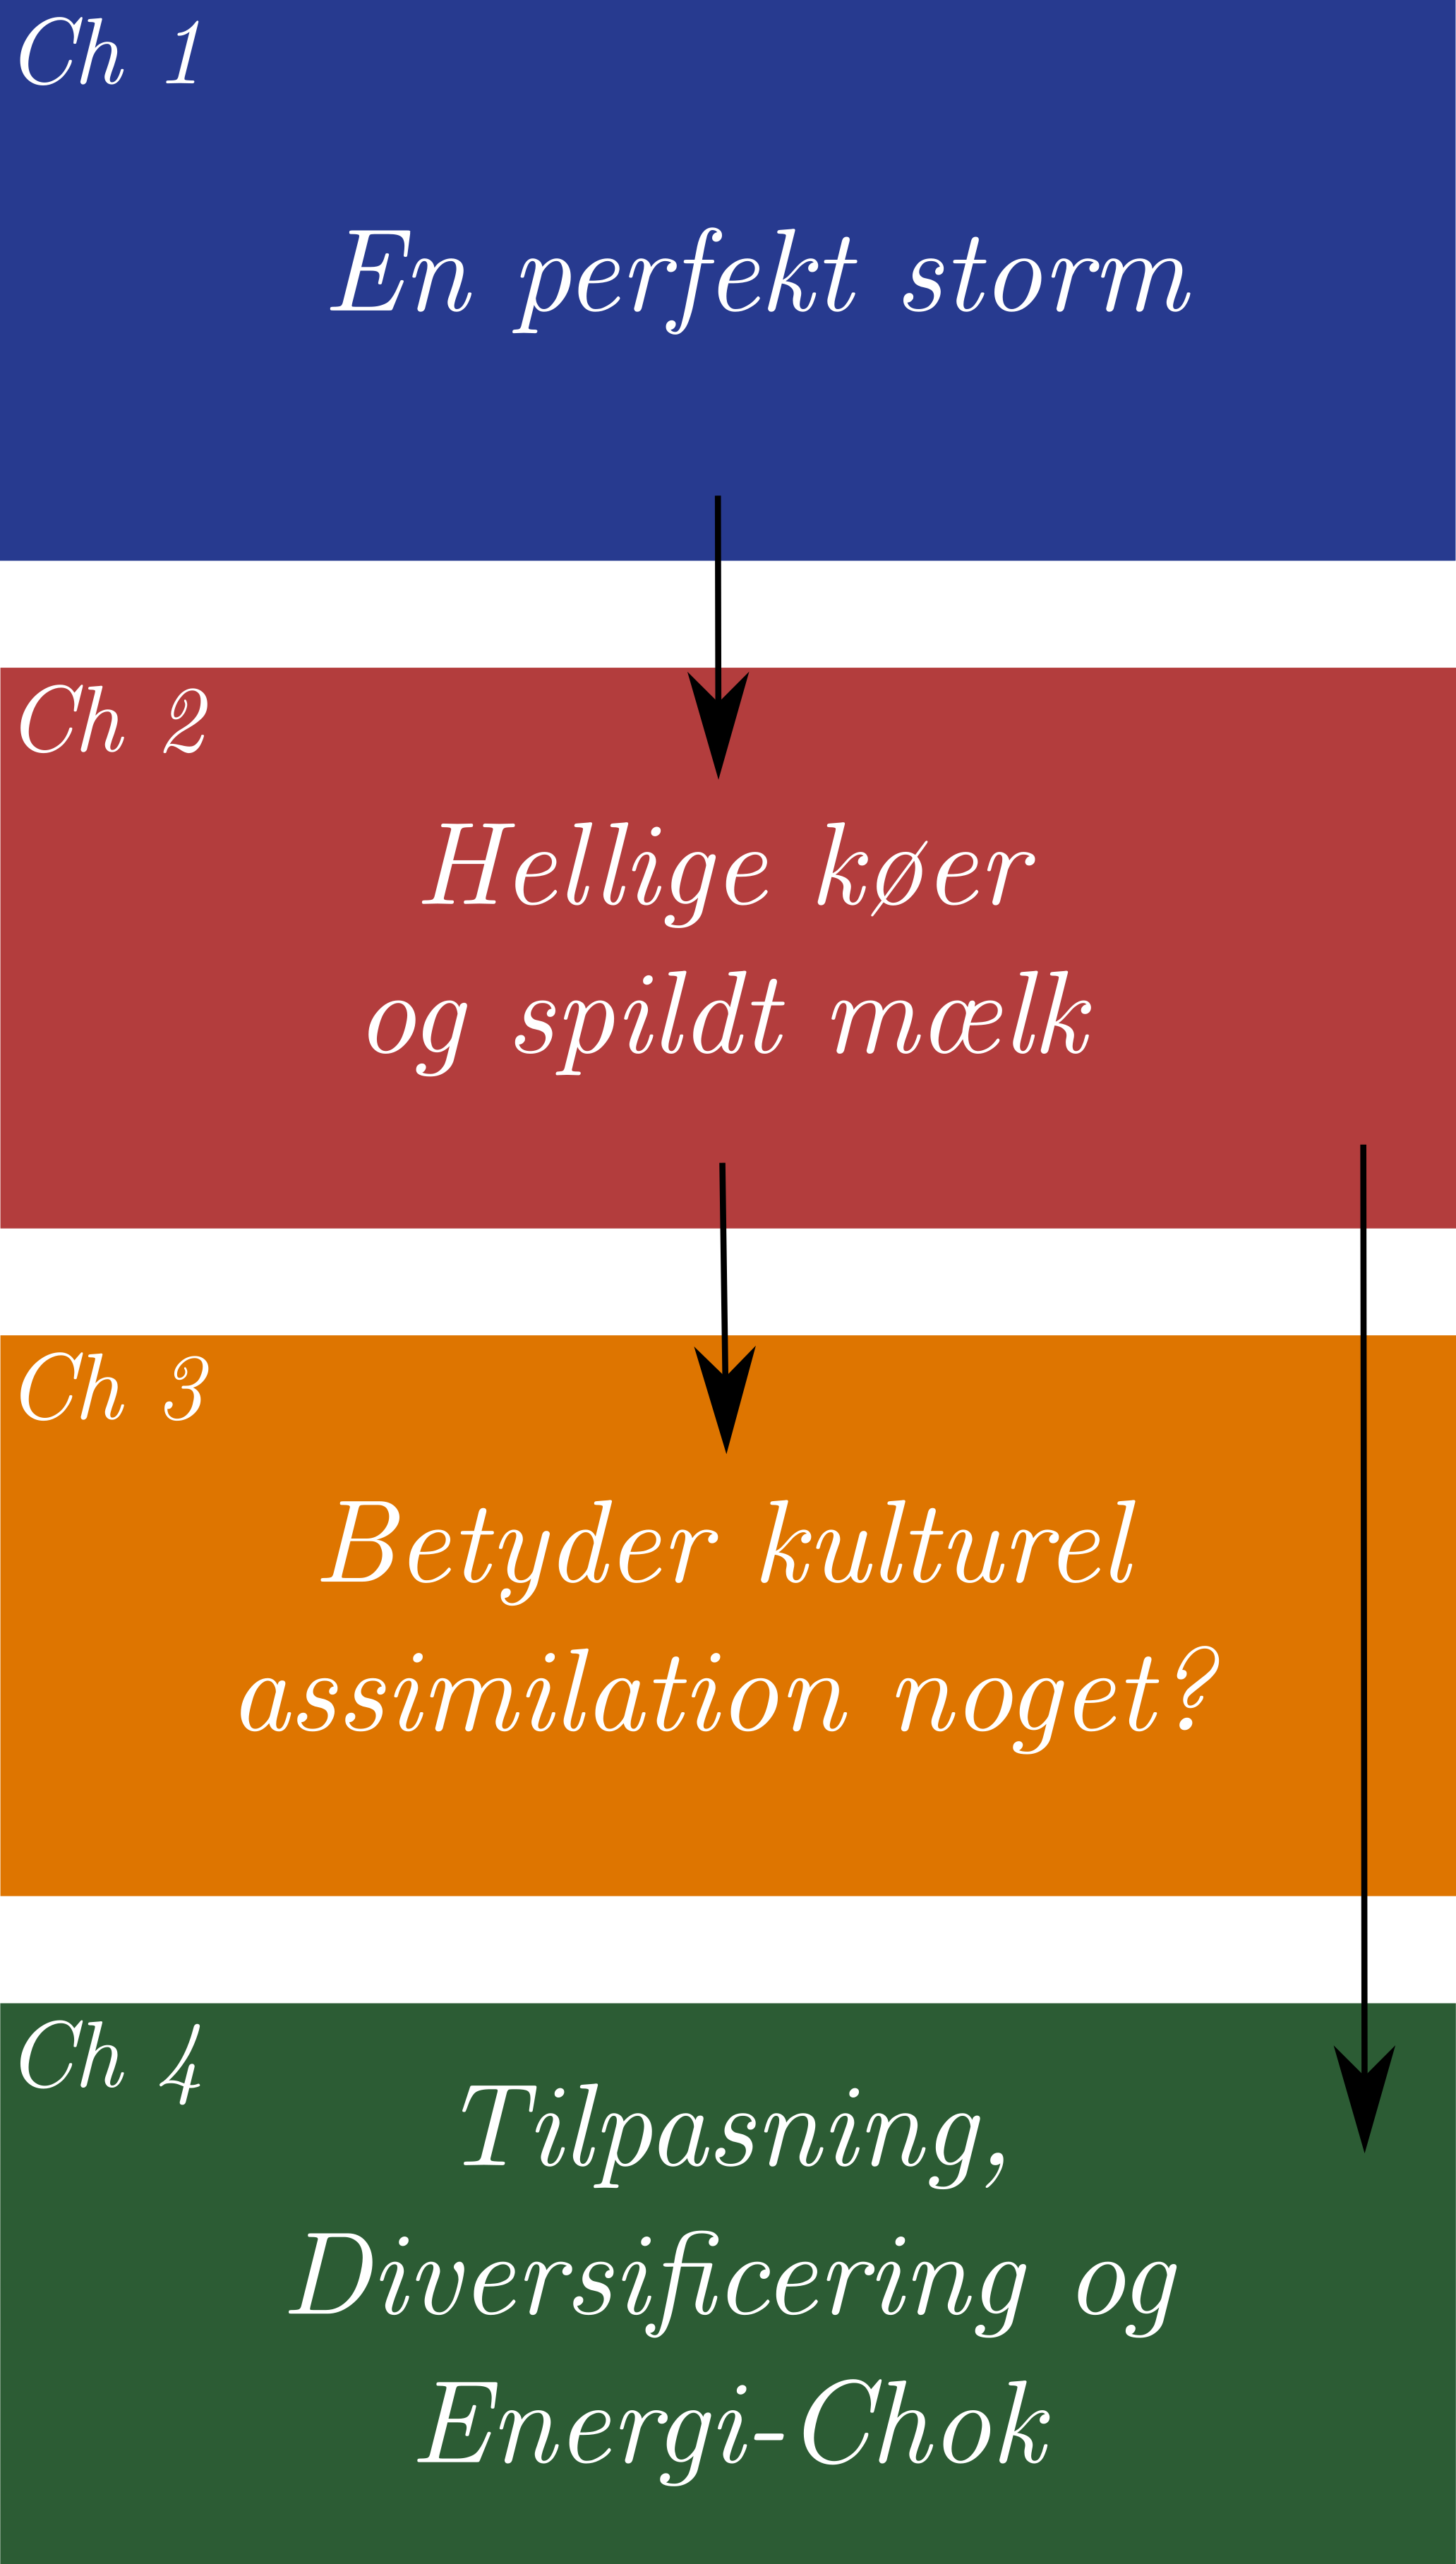 Ch 1
En perfekt storm
Ch 2
Hellige køer
og spildt mælk
Ch 3
Betyder kulturel
assimilation noget?
Ch 4
Tilpasning,
Diversificering og
Energi-Chok